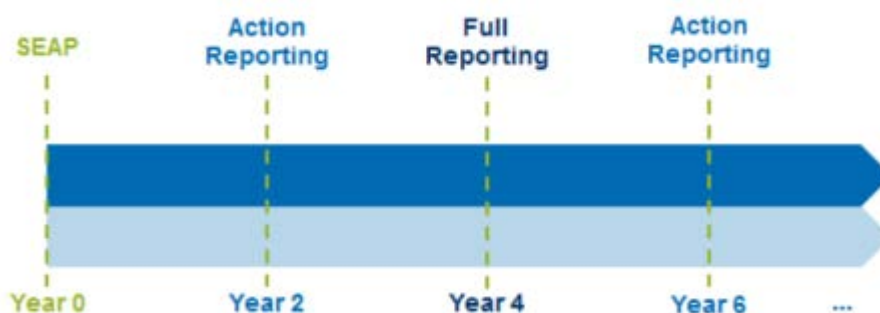 SEAP
Action
Reporting
Full
Reporting
Action
Reporting
Year 0
Year 2
Year 4
Year 6
...